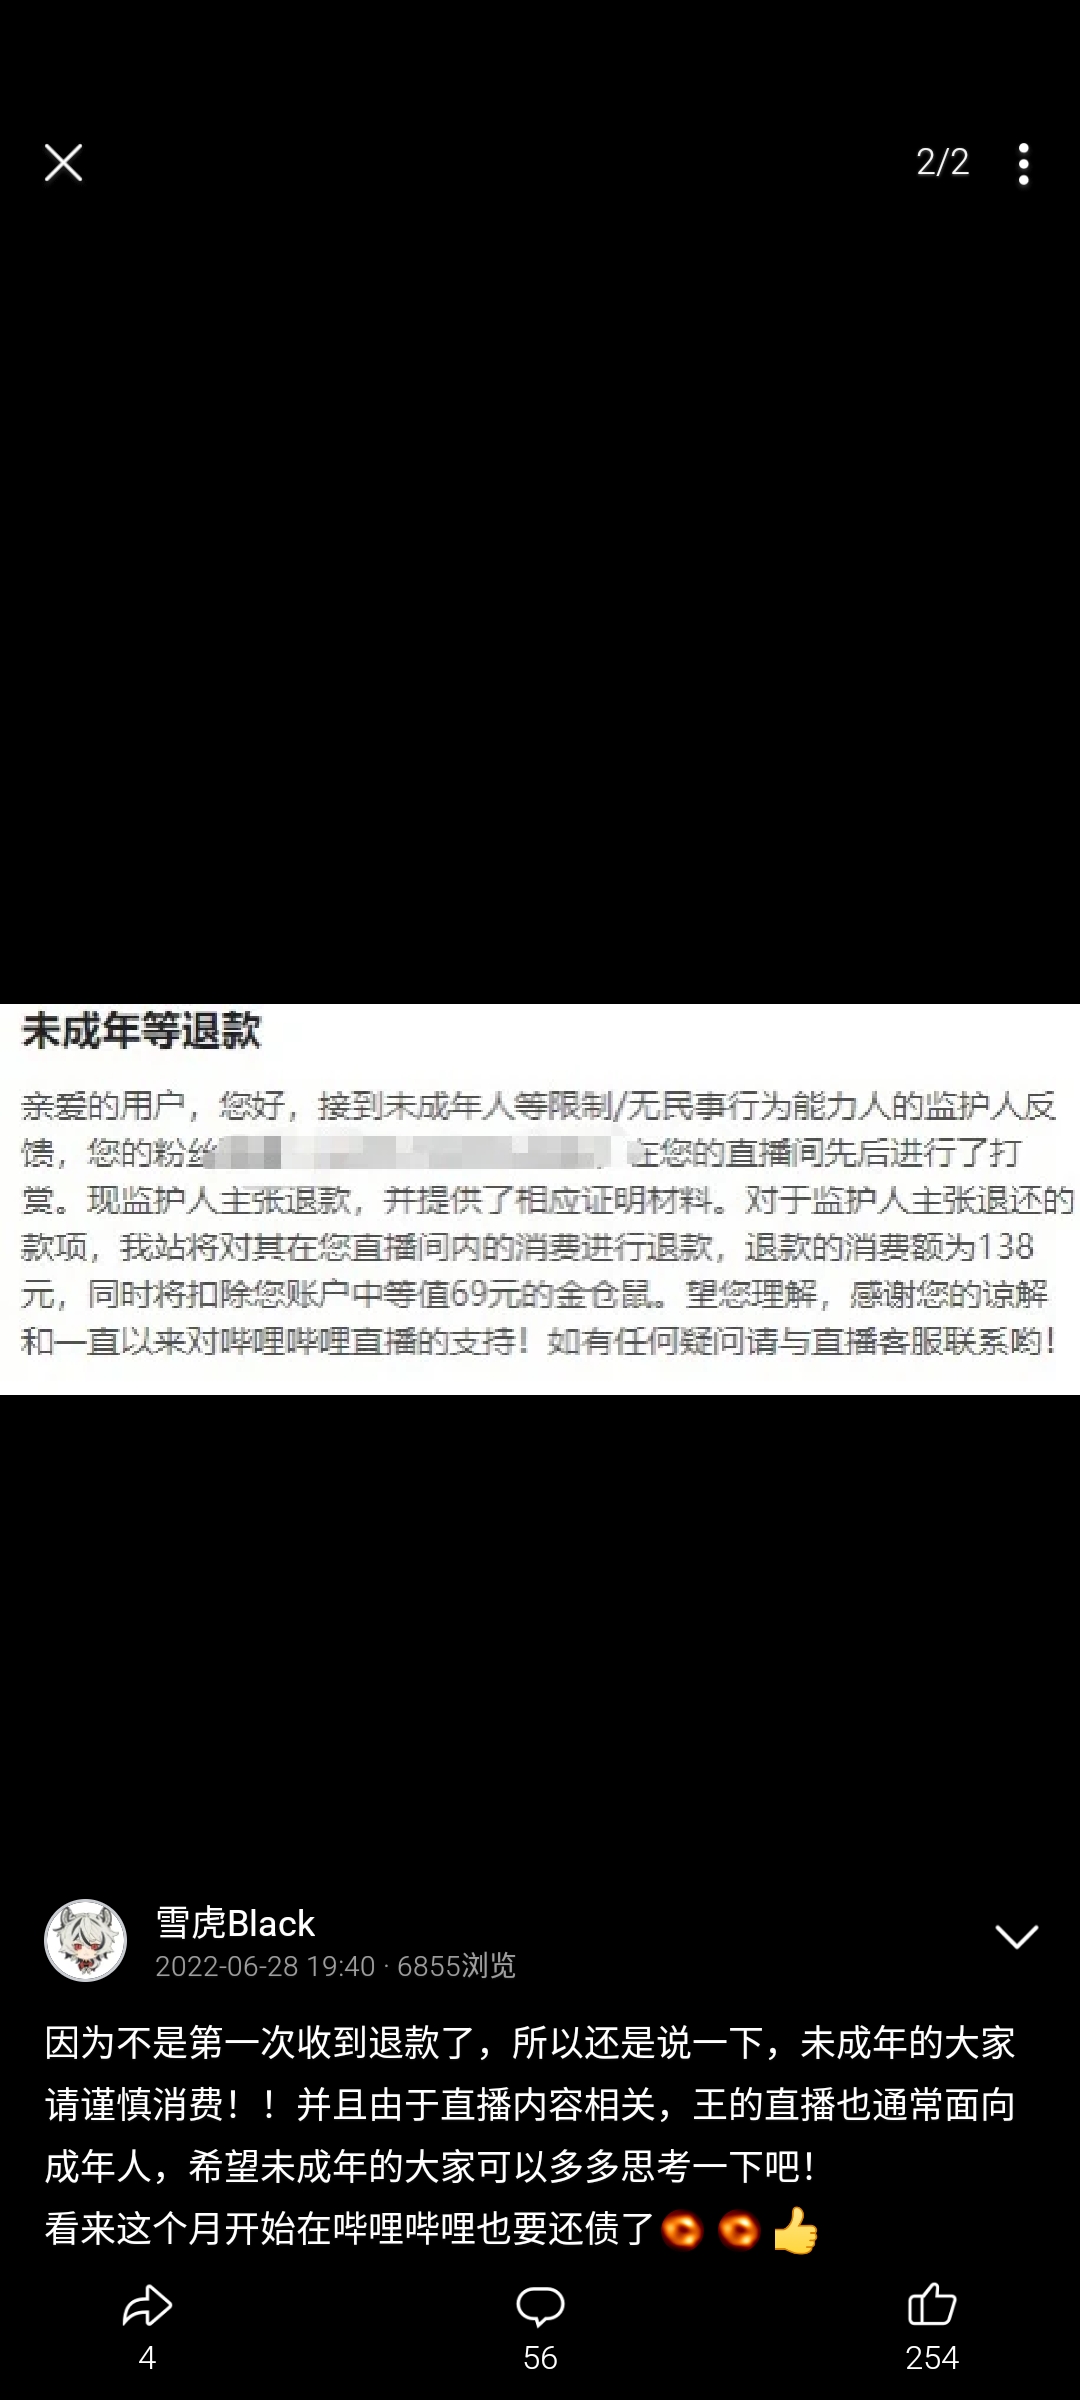 2/2
未成年等退款
亲爱的用户，您好，接到未成年人等限制/无民事行为能力人的监护人反
馈，您的粉丝 在您的直播间先后进行了打
赏。现监护人主张退款，并提供了相应证明材料。对于监护人主张退还的
款项，我站将对其在您直播间内的消费进行退款，退款的消费额为138
元，同时将扣除您账户中等值69元的金仓鼠。望您理解，感谢您的谅解
和一直以来对哔哩哔哩直播的支持！如有任何疑问请与直播客服联系哟！
雪虎Black
2022-06-28 19:40 · 6855浏览
因为不是第一次收到退款了，所以还是说一下，未成年的大家
请谨慎消费！！并且由于直播内容相关，王的直播也通常面向
成年人，希望未成年的大家可以多多思考一下吧！
看来这个月开始在哔哩哔哩也要还债了👍
4
56
254